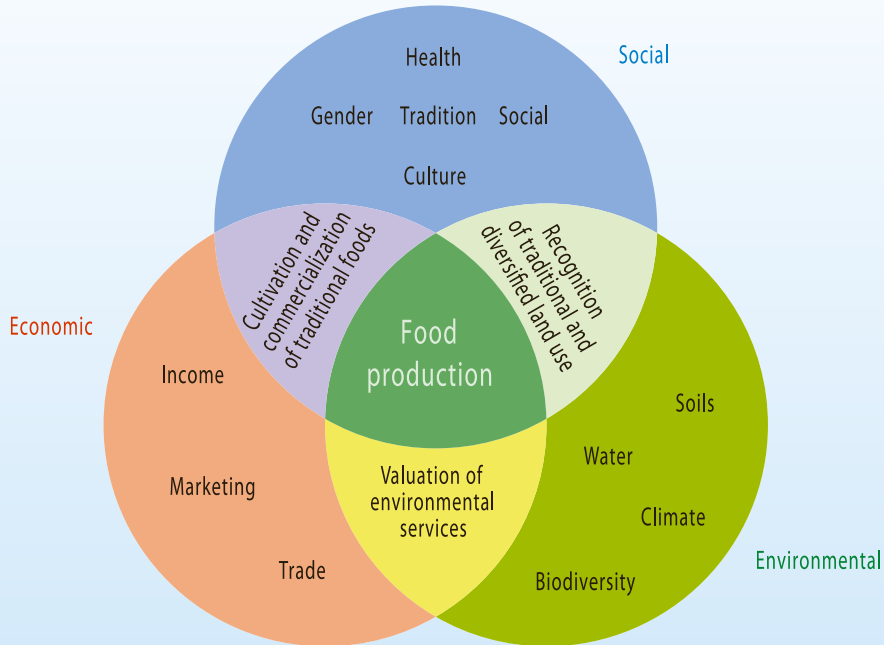 Health
Social
Gender Tradition Social
Culture
Cultivation and
commercialization
of traditional foods
Recognition
of traditional and
diversified land use
Economic
Food
production
Income
Soils
Water
Marketing
Valuation of
environmental
services
Climate
Trade
Biodiversity
Environmental